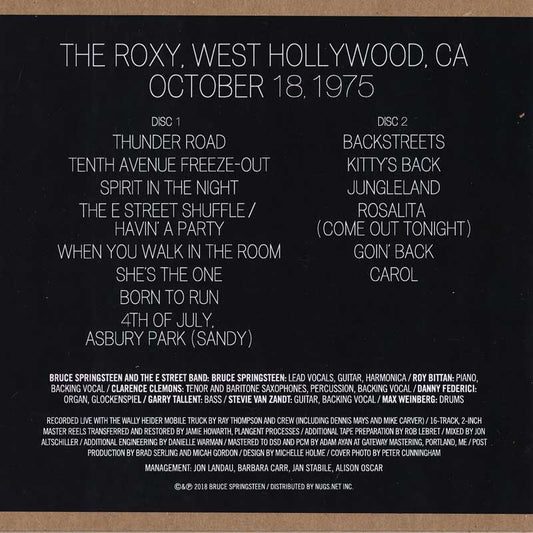 THE ROXY, WEST HOLLYWOOD, CA
OCTOBER 18, 1975
DISC 1
THUNDER ROAD
TENTH AVENUE FREEZE-OUT
SPIRIT IN THE NIGHT
THE E STREET SHUFFLE /
HAVIN' A PARTY
WHEN YOU WALK IN THE ROOM
SHE'S THE ONE
BORN TO RUN
4TH OF JULY,
ASBURY PARK (SANDY)
DISC 2
BACKSTREETS
KITTY'S BACK
JUNGLELAND
ROSALITA
(COME OUT TONIGHT)
GOIN' BACK
CAROL
BRUCE SPRINGSTEEN AND THE E STREET BAND: BRUCE SPRINGSTEEN: LEAD VOCALS, GUITAR, HARMONICA / ROY BITTAN: PIANO,
BACKING VOCAL / CLARENCE CLEMONS: TENOR AND BARITONE SAXOPHONES, PERCUSSION, BACKING VOCAL / DANNY FEDERICI:
ORGAN, GLOCKENSPIEL / GARRY TALLENT: BASS / STEVIE VAN ZANDT: GUITAR, BACKING VOCAL / MAX WEINBERG: DRUMS
RECORDED LIVE WITH THE WALLY HEIDER MOBILE TRUCK BY RAY THOMPSON AND CREW (INCLUDING DENNIS MAYS AND MIKE CARVER) / 16-TRACK, 2-INCH
MASTER REELS TRANSFERRED AND RESTORED BY JAMIE HOWARTH, PLANGENT PROCESSES / ADDITIONAL TAPE PREPARATION BY ROB LEBRET / MIXED BY JON
ALTSCHILLER / ADDITIONAL ENGINEERING BY DANIELLE WARMAN / MASTERED TO DSD AND PCM BY ADAM AYAN AT GATEWAY MASTERING, PORTLAND, ME / POST
PRODUCTION BY BRAD SERLING AND MICAH GORDON / DESIGN BY MICHELLE HOLME / COVER PHOTO BY PETER CUNNINGHAM
MANAGEMENT: JON LANDAU, BARBARA CARR, JAN STABILE, ALISON OSCAR
©&℗ 2018 BRUCE SPRINGSTEEN / DISTRIBUTED BY NUGS.NET INC.